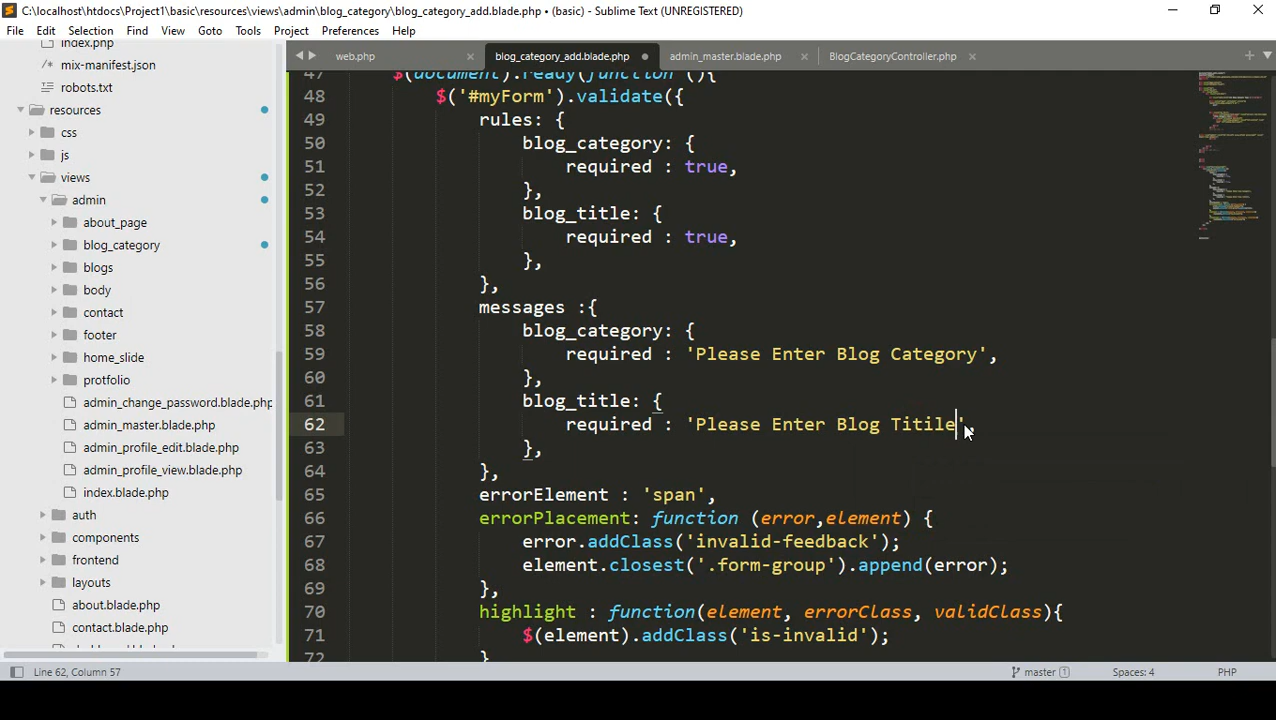 C:\localhost\htdocs\Project1\basic\resources\views\admin\blog_category\blog_category_add.blade.php • (basic) - Sublime Text (UNREGISTERED)
File Edit Selection Find View Goto Tools Project Preferences Help
index.php
mix-manifest.json
robots.txt
resources
css
js
views
admin
about_page
blog_category
blogs
body
contact
footer
home_slide
protfolio
admin_change_password.blade.php
admin_master.blade.php
admin_profile_edit.blade.php
admin_profile_view.blade.php
index.blade.php
auth
components
frontend
layouts
about.blade.php
contact.blade.php
web.php blog_category_add.blade.php admin_master.blade.php BlogCategoryController.php
47 $(document).ready(function (){
48 $('#myForm').validate({
49 rules: {
50 blog_category: {
51 required : true,
52 },
53 blog_title: {
54 required : true,
55 },
56 },
57 messages :{
58 blog_category: {
59 required : 'Please Enter Blog Category',
60 },
61 blog_title: {
62 required : 'Please Enter Blog Titile',
63 },
64 },
65 errorElement : 'span',
66 errorPlacement: function (error,element) {
67 error.addClass('invalid-feedback');
68 element.closest('.form-group').append(error);
69 },
70 highlight : function(element, errorClass, validClass){
71 $(element).addClass('is-invalid');
72 }
Line 62, Column 57 master 1 Spaces: 4 PHP